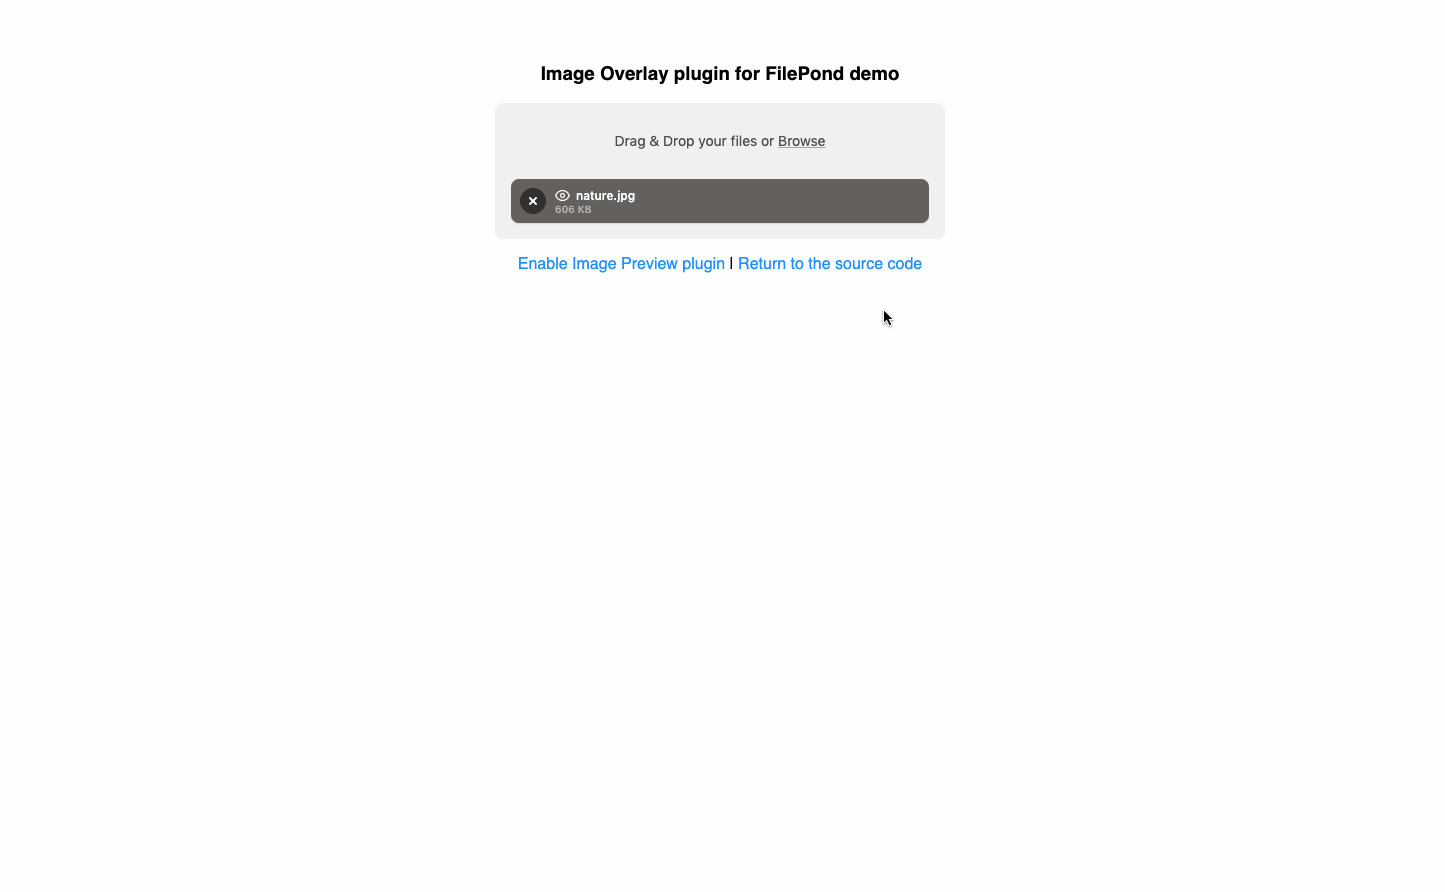 Image Overlay plugin for FilePond demo
Drag & Drop your files or Browse
nature.jpg
606 KB
Enable Image Preview plugin | Return to the source code